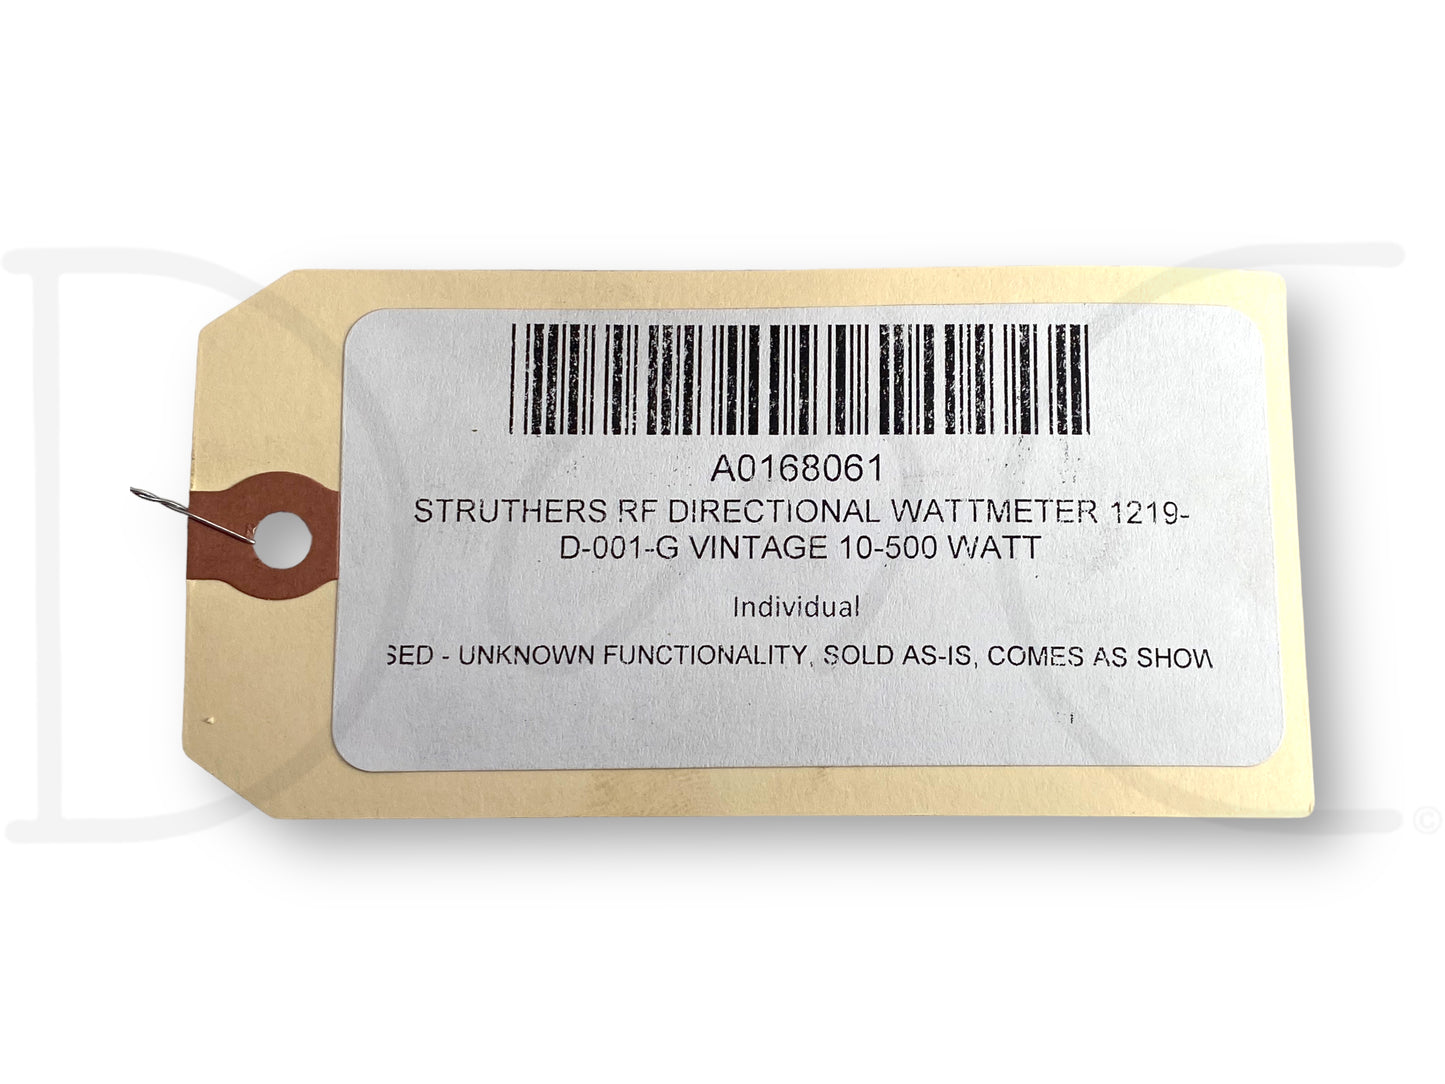 A0168061
STRUTHERS RF DIRECTIONAL WATTMETER 1219-
D-001-G VINTAGE 10-500 WATT
Individual
SED - UNKNOWN FUNCTIONALITY, SOLD AS-IS, COMES AS SHOW
©